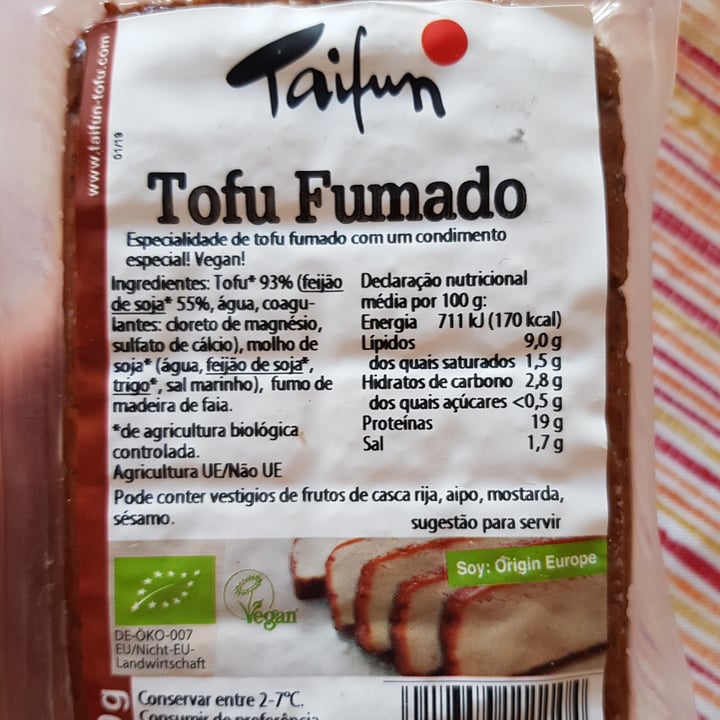 Taifun
www.taifun-tofu.com
01/19
Tofu Fumado
Especialidade de tofu fumado com um condimento
especial! Vegan!
Ingredientes: Tofu* 93% (feijão
de soja* 55%, água, coagu-
lantes: cloreto de magnésio,
sulfato de cálcio), molho de
soja* (água, feijão de soja*,
trigo*, sal marinho), fumo de
madeira de faia.
*de agricultura biológica
controlada.
Agricultura UE/Não UE
Declaração nutricional
média por 100 g:
Energia 711 kJ (170 kcal)
Lípidos 9,0 g
dos quais saturados 1,5 g
Hidratos de carbono 2,8 g
dos quais açúcares <0,5 g
Proteínas 19 g
Sal 1,7 g
Pode conter vestigios de frutos de casca rija, aipo, mostarda,
sésamo.
sugestão para servir
Soy: Origin Europe
Vegan
DE-ÖKO-007
EU/Nicht-EU-
Landwirtschaft
g
Conservar entre 2-7°C.
Consumir de preferência